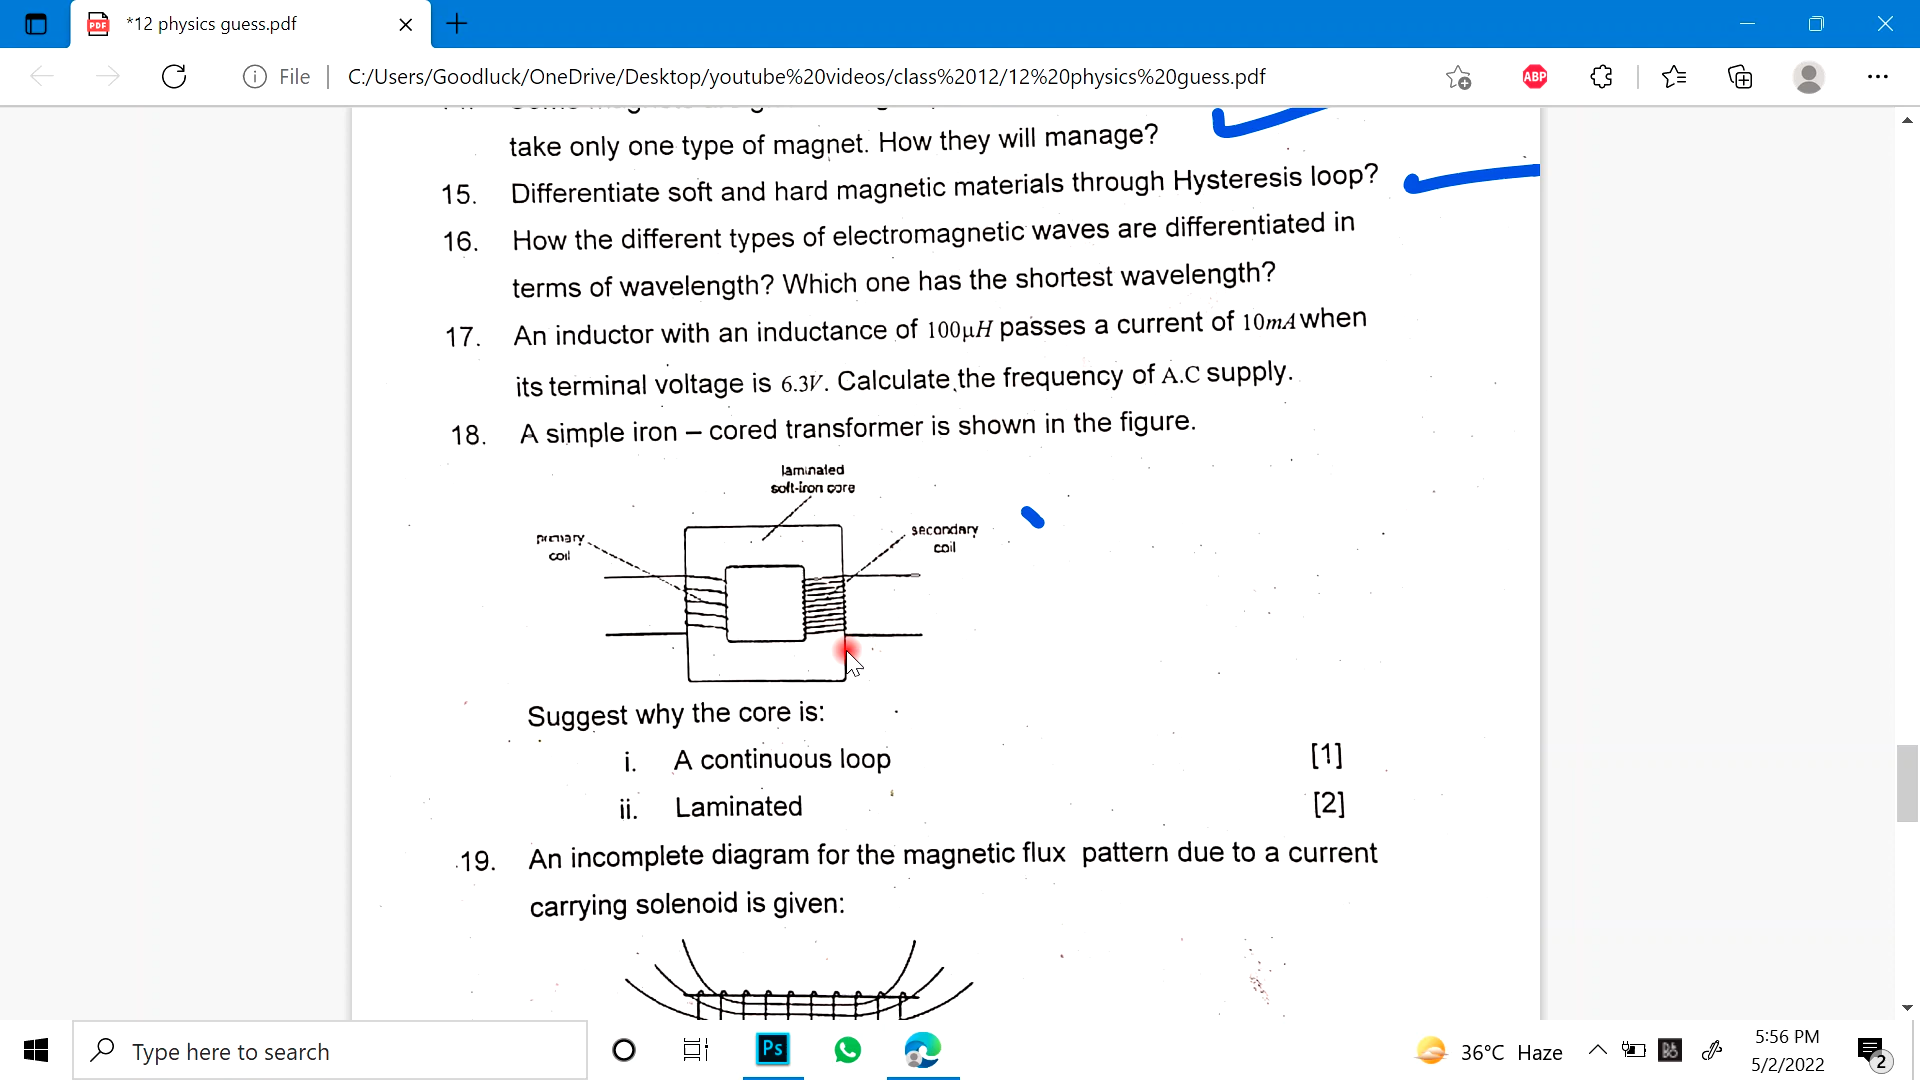 *12 physics guess.pdf
File
C:/Users/Goodluck/OneDrive/Desktop/youtube%20videos/class%2012/12%20physics%20guess.pdf
ABP
take only one type of magnet. How they will manage?
15. Differentiate soft and hard magnetic materials through Hysteresis loop?
16. How the different types of electromagnetic waves are differentiated in
terms of wavelength? Which one has the shortest wavelength?
17. An inductor with an inductance of 100µH passes a current of 10mA when
its terminal voltage is 6.3V. Calculate the frequency of A.C supply.
18. A simple iron – cored transformer is shown in the figure.
laminated
soft-iron core
primary
coil
secondary
coil
Suggest why the core is:
i. A continuous loop [1]
ii. Laminated [2]
19. An incomplete diagram for the magnetic flux pattern due to a current
carrying solenoid is given:
Type here to search
Ps
36°C Haze
5:56 PM
5/2/2022
2